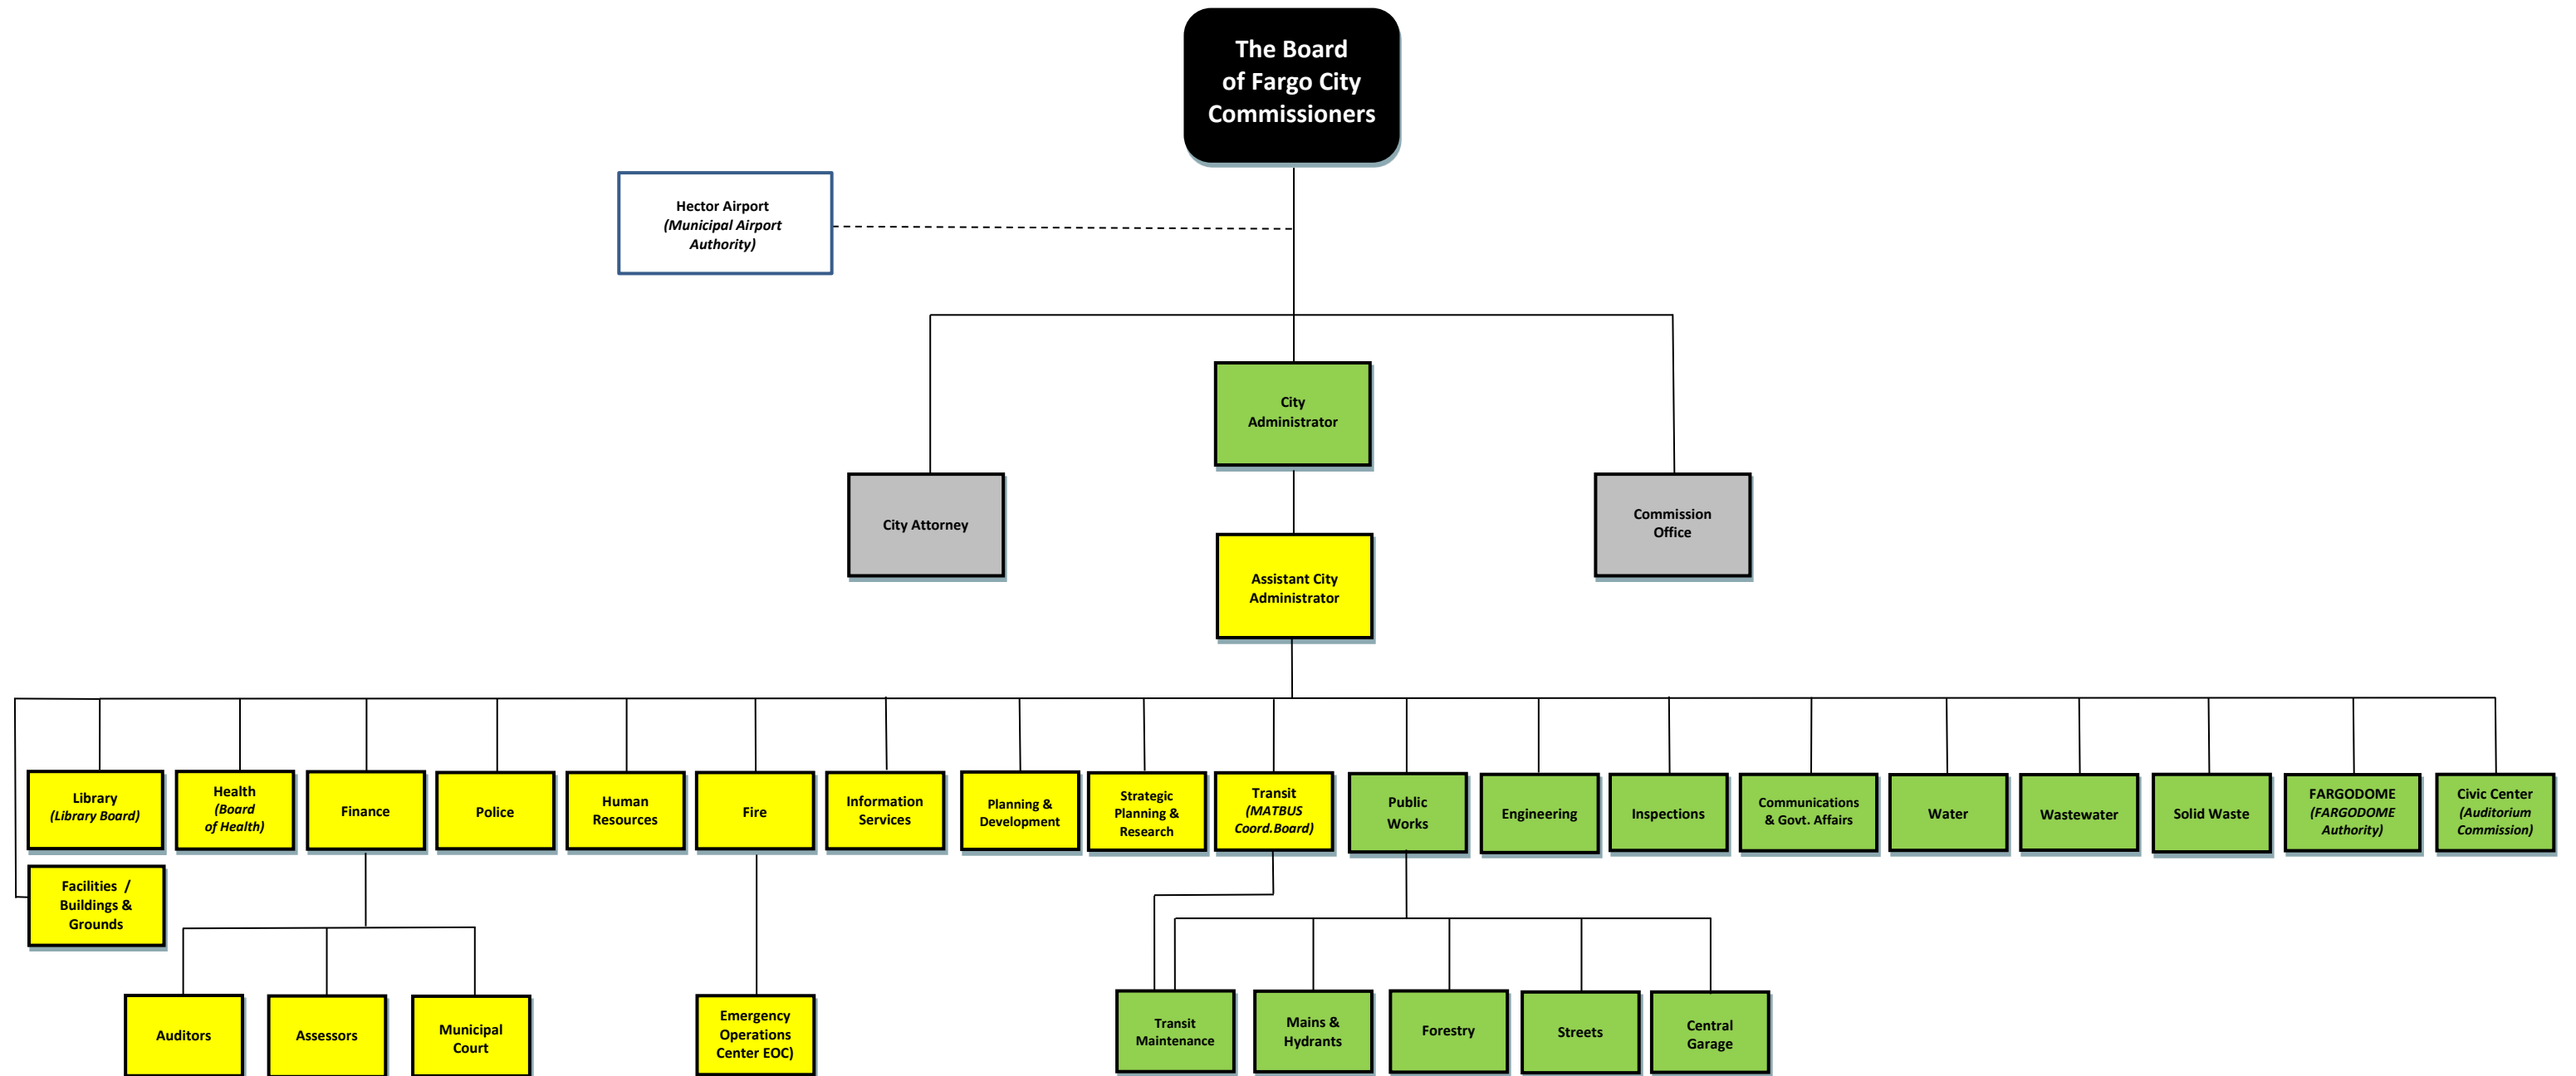 The Board
of Fargo City
Commissioners
Hector Airport
(Municipal Airport
Authority)
City
Administrator
City Attorney
Commission
Office
Assistant City
Administrator
Library
(Library Board)
Health
(Board
of Health)
Finance
Police
Human
Resources
Fire
Information
Services
Planning &
Development
Strategic
Planning &
Research
Transit
(MATBUS
Coord.Board)
Public
Works
Engineering
Inspections
Communications
& Govt. Affairs
Water
Wastewater
Solid Waste
FARGODOME
(FARGODOME
Authority)
Civic Center
(Auditorium
Commission)
Facilities /
Buildings &
Grounds
Auditors
Assessors
Municipal
Court
Emergency
Operations
Center EOC)
Transit
Maintenance
Mains &
Hydrants
Forestry
Streets
Central
Garage